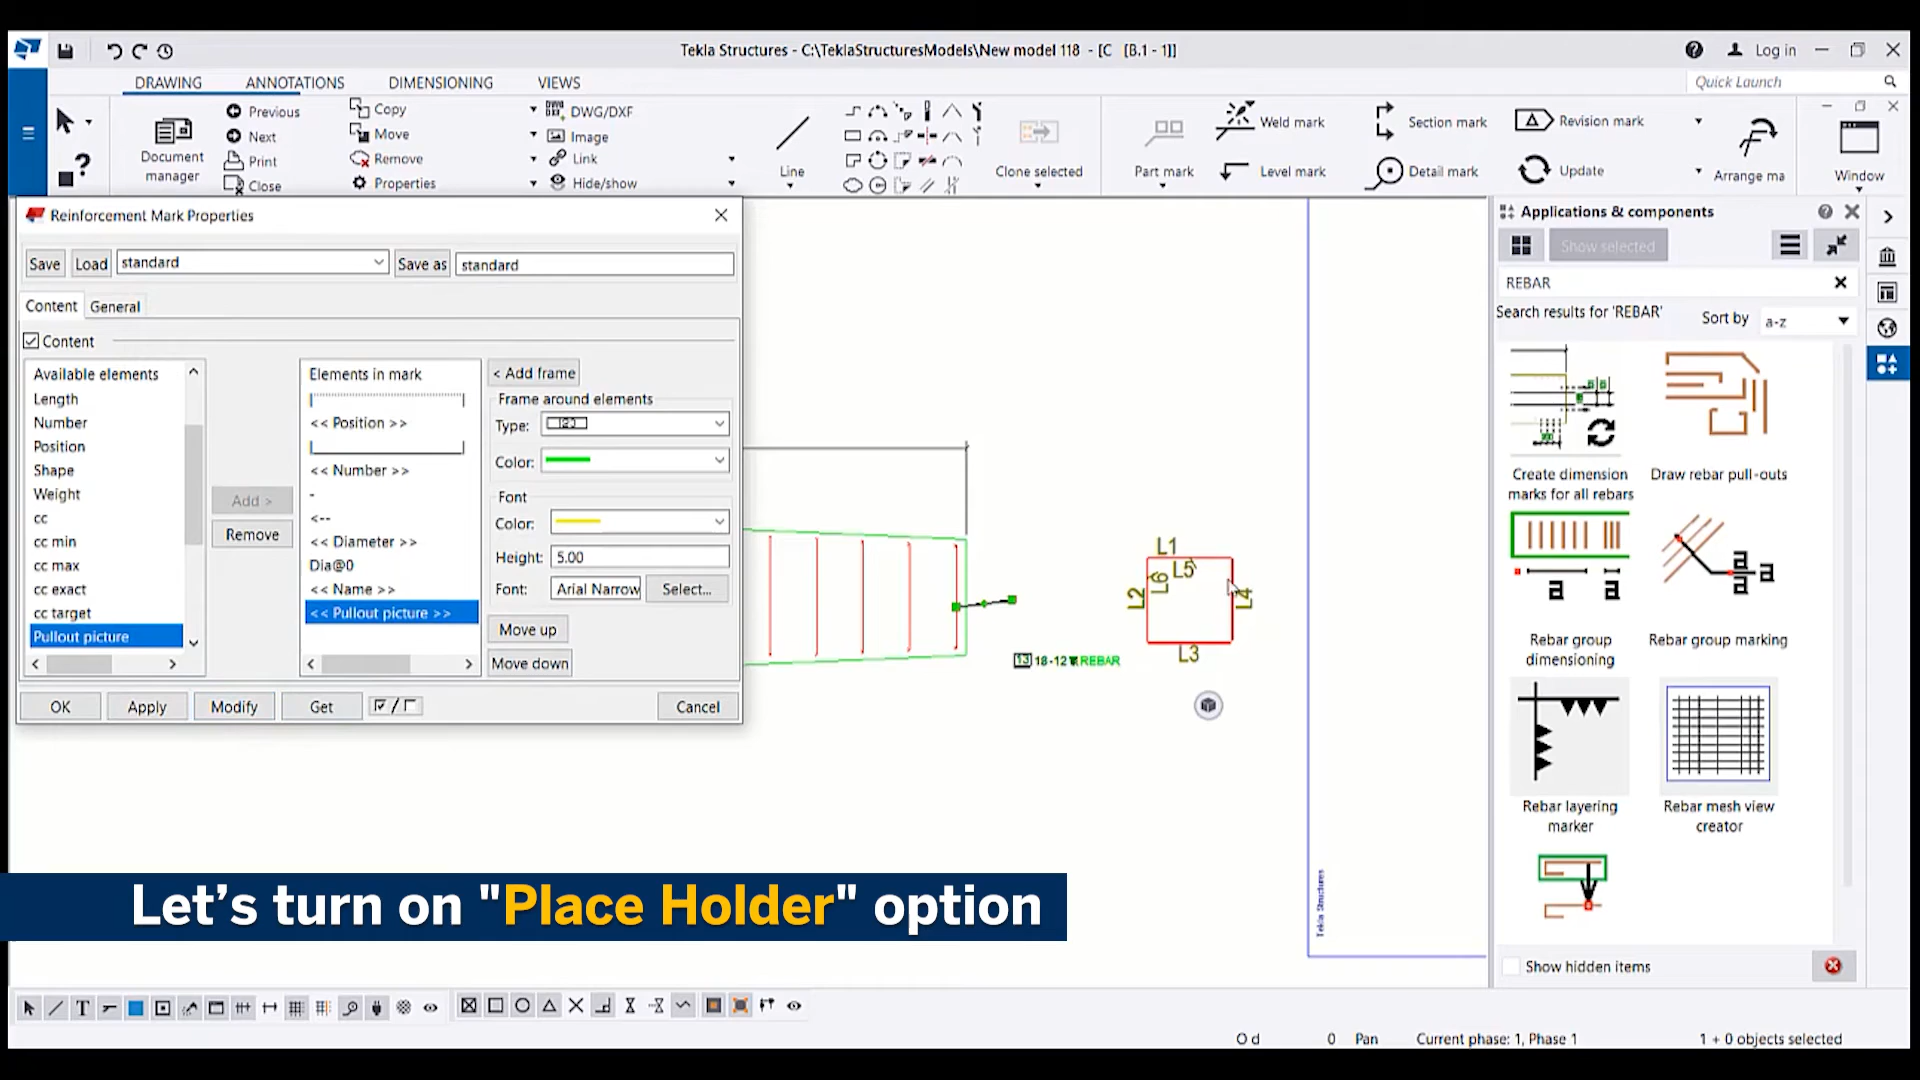 Tekla Structures - C:\TeklaStructuresModels\New model 118 - [C [B.1 - 1]]
Log in
DRAWING
ANNOTATIONS
DIMENSIONING
VIEWS
Quick Launch
Document manager
Previous
Next
Print
Close
Copy
Move
Remove
Properties
DWG/DXF
Image
Link
Hide/show
Line
Clone selected
Part mark
Weld mark
Level mark
Section mark
Detail mark
Revision mark
Update
Arrange ma
Window
Reinforcement Mark Properties
Save
Load
standard
Save as
standard
Content
General
Content
Available elements
Length
Number
Position
Shape
Weight
cc
cc min
cc max
cc exact
cc target
Pullout picture
Add >
Remove
Elements in mark
<< Position >>
<< Number >>
-
<--
<< Diameter >>
Dia@0
<< Name >>
<< Pullout picture >>
< Add frame
Frame around elements
Type:
123
Color:
Font
Color:
Height: 5.00
Font: Arial Narrow
Select...
Move up
Move down
OK
Apply
Modify
Get
Cancel
L1
L5
L6
L2
L4
L3
Tekla Structures
Applications & components
Show selected
REBAR
Search results for 'REBAR'
Sort by
a-z
Create dimension
marks for all rebars
Draw rebar pull-outs
a
a
a
a
a
Rebar group
dimensioning
Rebar group marking
Rebar layering
marker
Rebar mesh view
creator
Show hidden items
Let's turn on "Place Holder" option
O d
0
Pan
Current phase: 1, Phase 1
1 + 0 objects selected